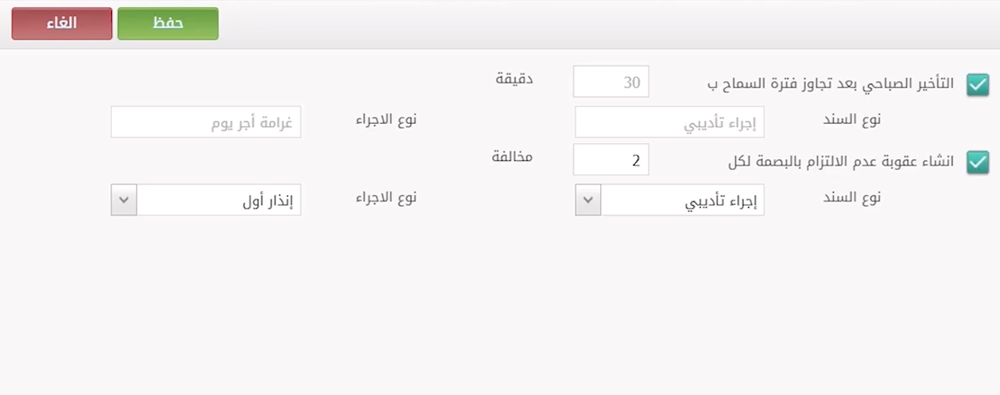 حفظ الغاء
التأخير الصباحي بعد تجاوز فترة السماح ب 30 دقيقة
نوع السند إجراء تأديبي نوع الاجراء غرامة أجر يوم
انشاء عقوبة عدم الالتزام بالبصمة لكل 2 مخالفة
نوع السند إجراء تأديبي نوع الاجراء إنذار أول